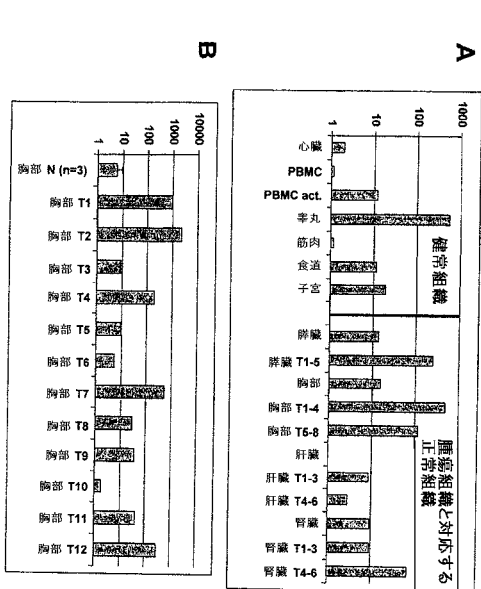 A
1000
100
10
1
健常組織
腫瘍組織と対応する
正常組織
心臓
PBMC
PBMC act.
睾丸
筋肉
食道
子宮
膵臓
膵臓 T1-5
胸部
胸部 T1-4
胸部 T5-8
肝臓
肝臓 T1-3
肝臓 T4-6
腎臓
腎臓 T1-3
腎臓 T4-6
B
10000
1000
100
10
1
胸部 N (n=3)
胸部 T1
胸部 T2
胸部 T3
胸部 T4
胸部 T5
胸部 T6
胸部 T7
胸部 T8
胸部 T9
胸部 T10
胸部 T11
胸部 T12